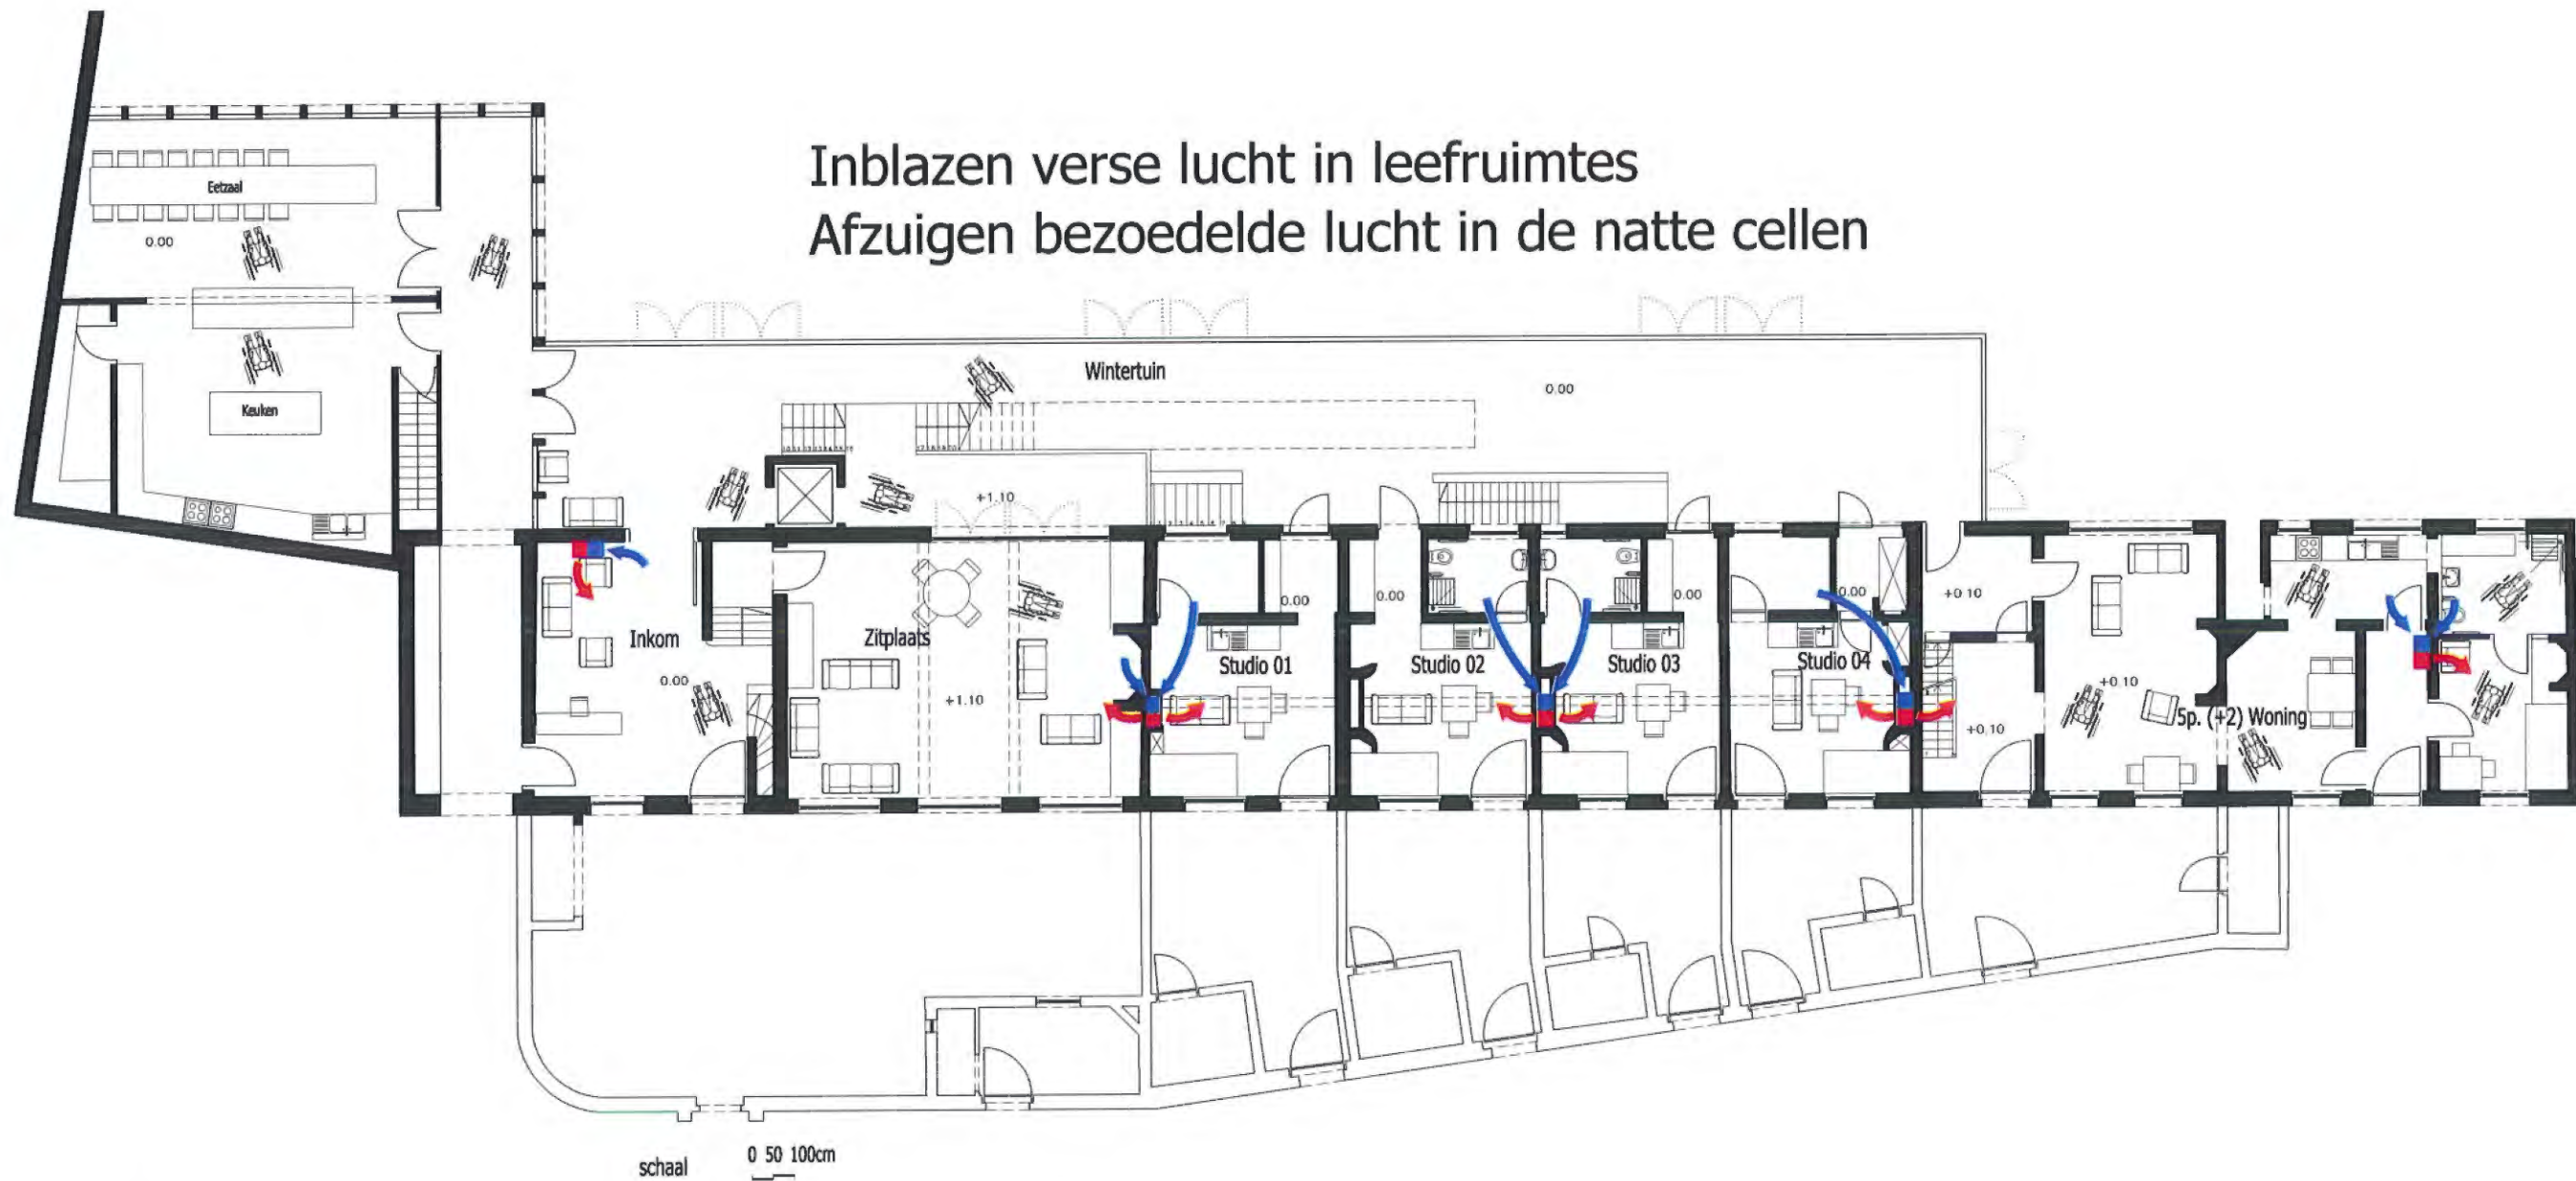 Inblazen verse lucht in leefruimtes
Afzuigen bezoedelde lucht in de natte cellen
Eetzaal
0.00
Keuken
Wintertuin
0.00
+1.10
Inkom
0.00
Zitplaats
+1.10
0.00
Studio 01
0.00
Studio 02
Studio 03
0.00
Studio 04
0.00
+0.10
+0.10
+0.10
5p. (+2) Woning
schaal
0 50 100cm